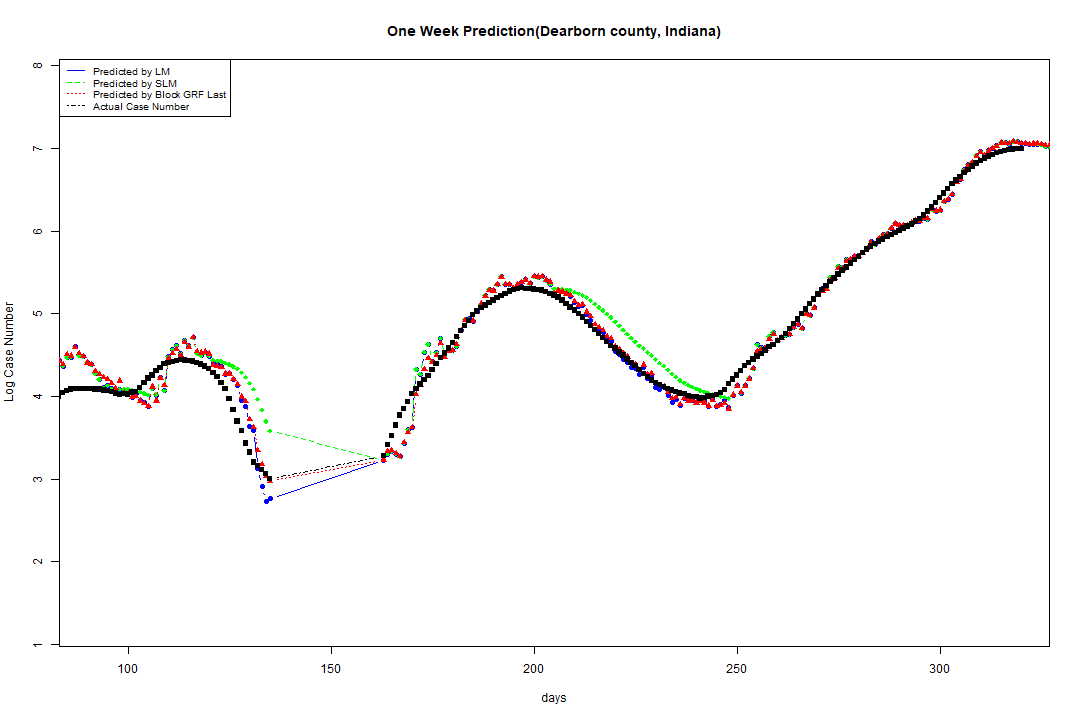 One Week Prediction(Dearborn county, Indiana)
Predicted by LM
Predicted by SLM
Predicted by Block GRF Last
Actual Case Number
Log Case Number
8
7
6
5
4
3
2
1
100 150 200 250 300
days